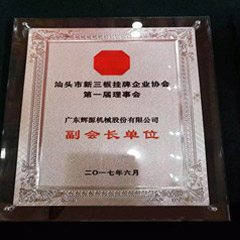 汕头市新三板挂牌企业协会
第一届理事会
广东辉源机械股份有限公司
副会长单位
二〇一七年六月